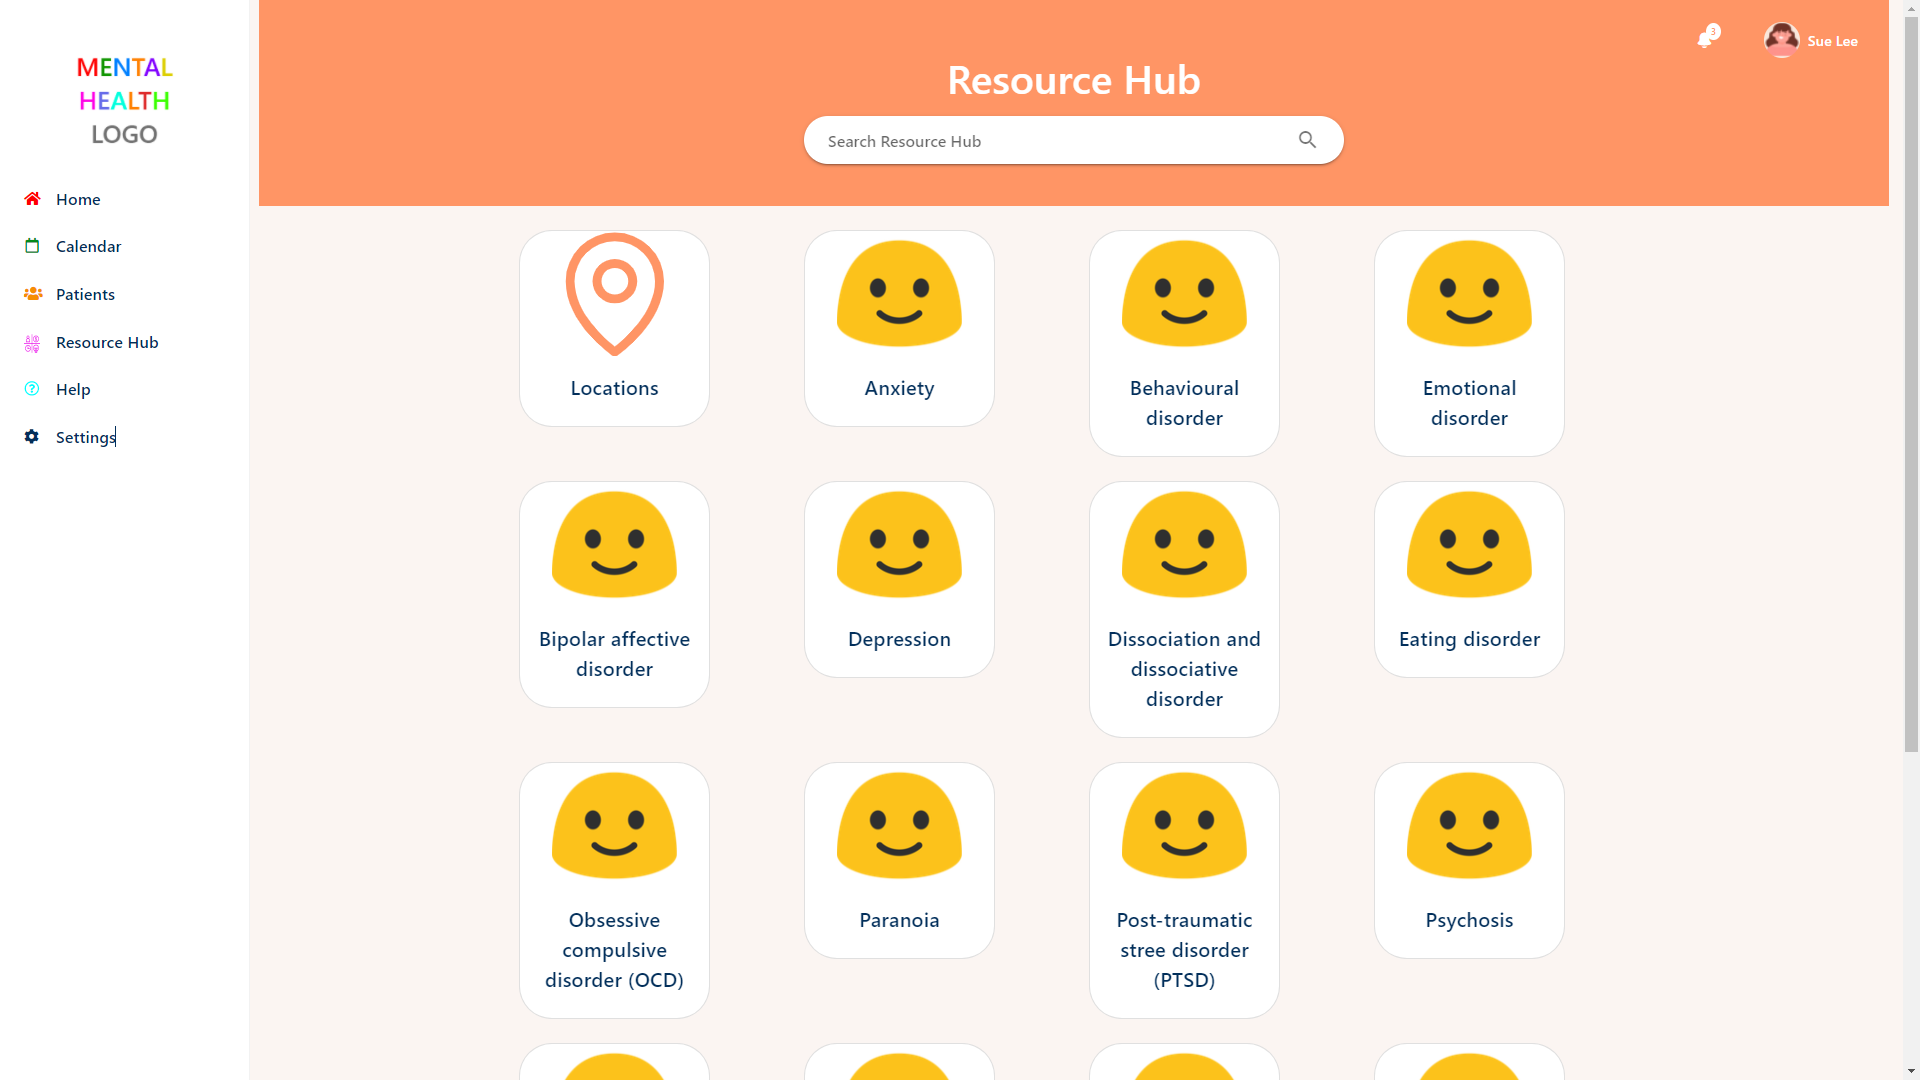 MENTAL
HEALTH
LOGO
Home
Calendar
Patients
Resource Hub
Help
Settings
3
Sue Lee
Resource Hub
Search Resource Hub
Locations
Anxiety
Behavioural
disorder
Emotional
disorder
Bipolar affective
disorder
Depression
Dissociation and
dissociative
disorder
Eating disorder
Obsessive
compulsive
disorder (OCD)
Paranoia
Post-traumatic
stree disorder
(PTSD)
Psychosis